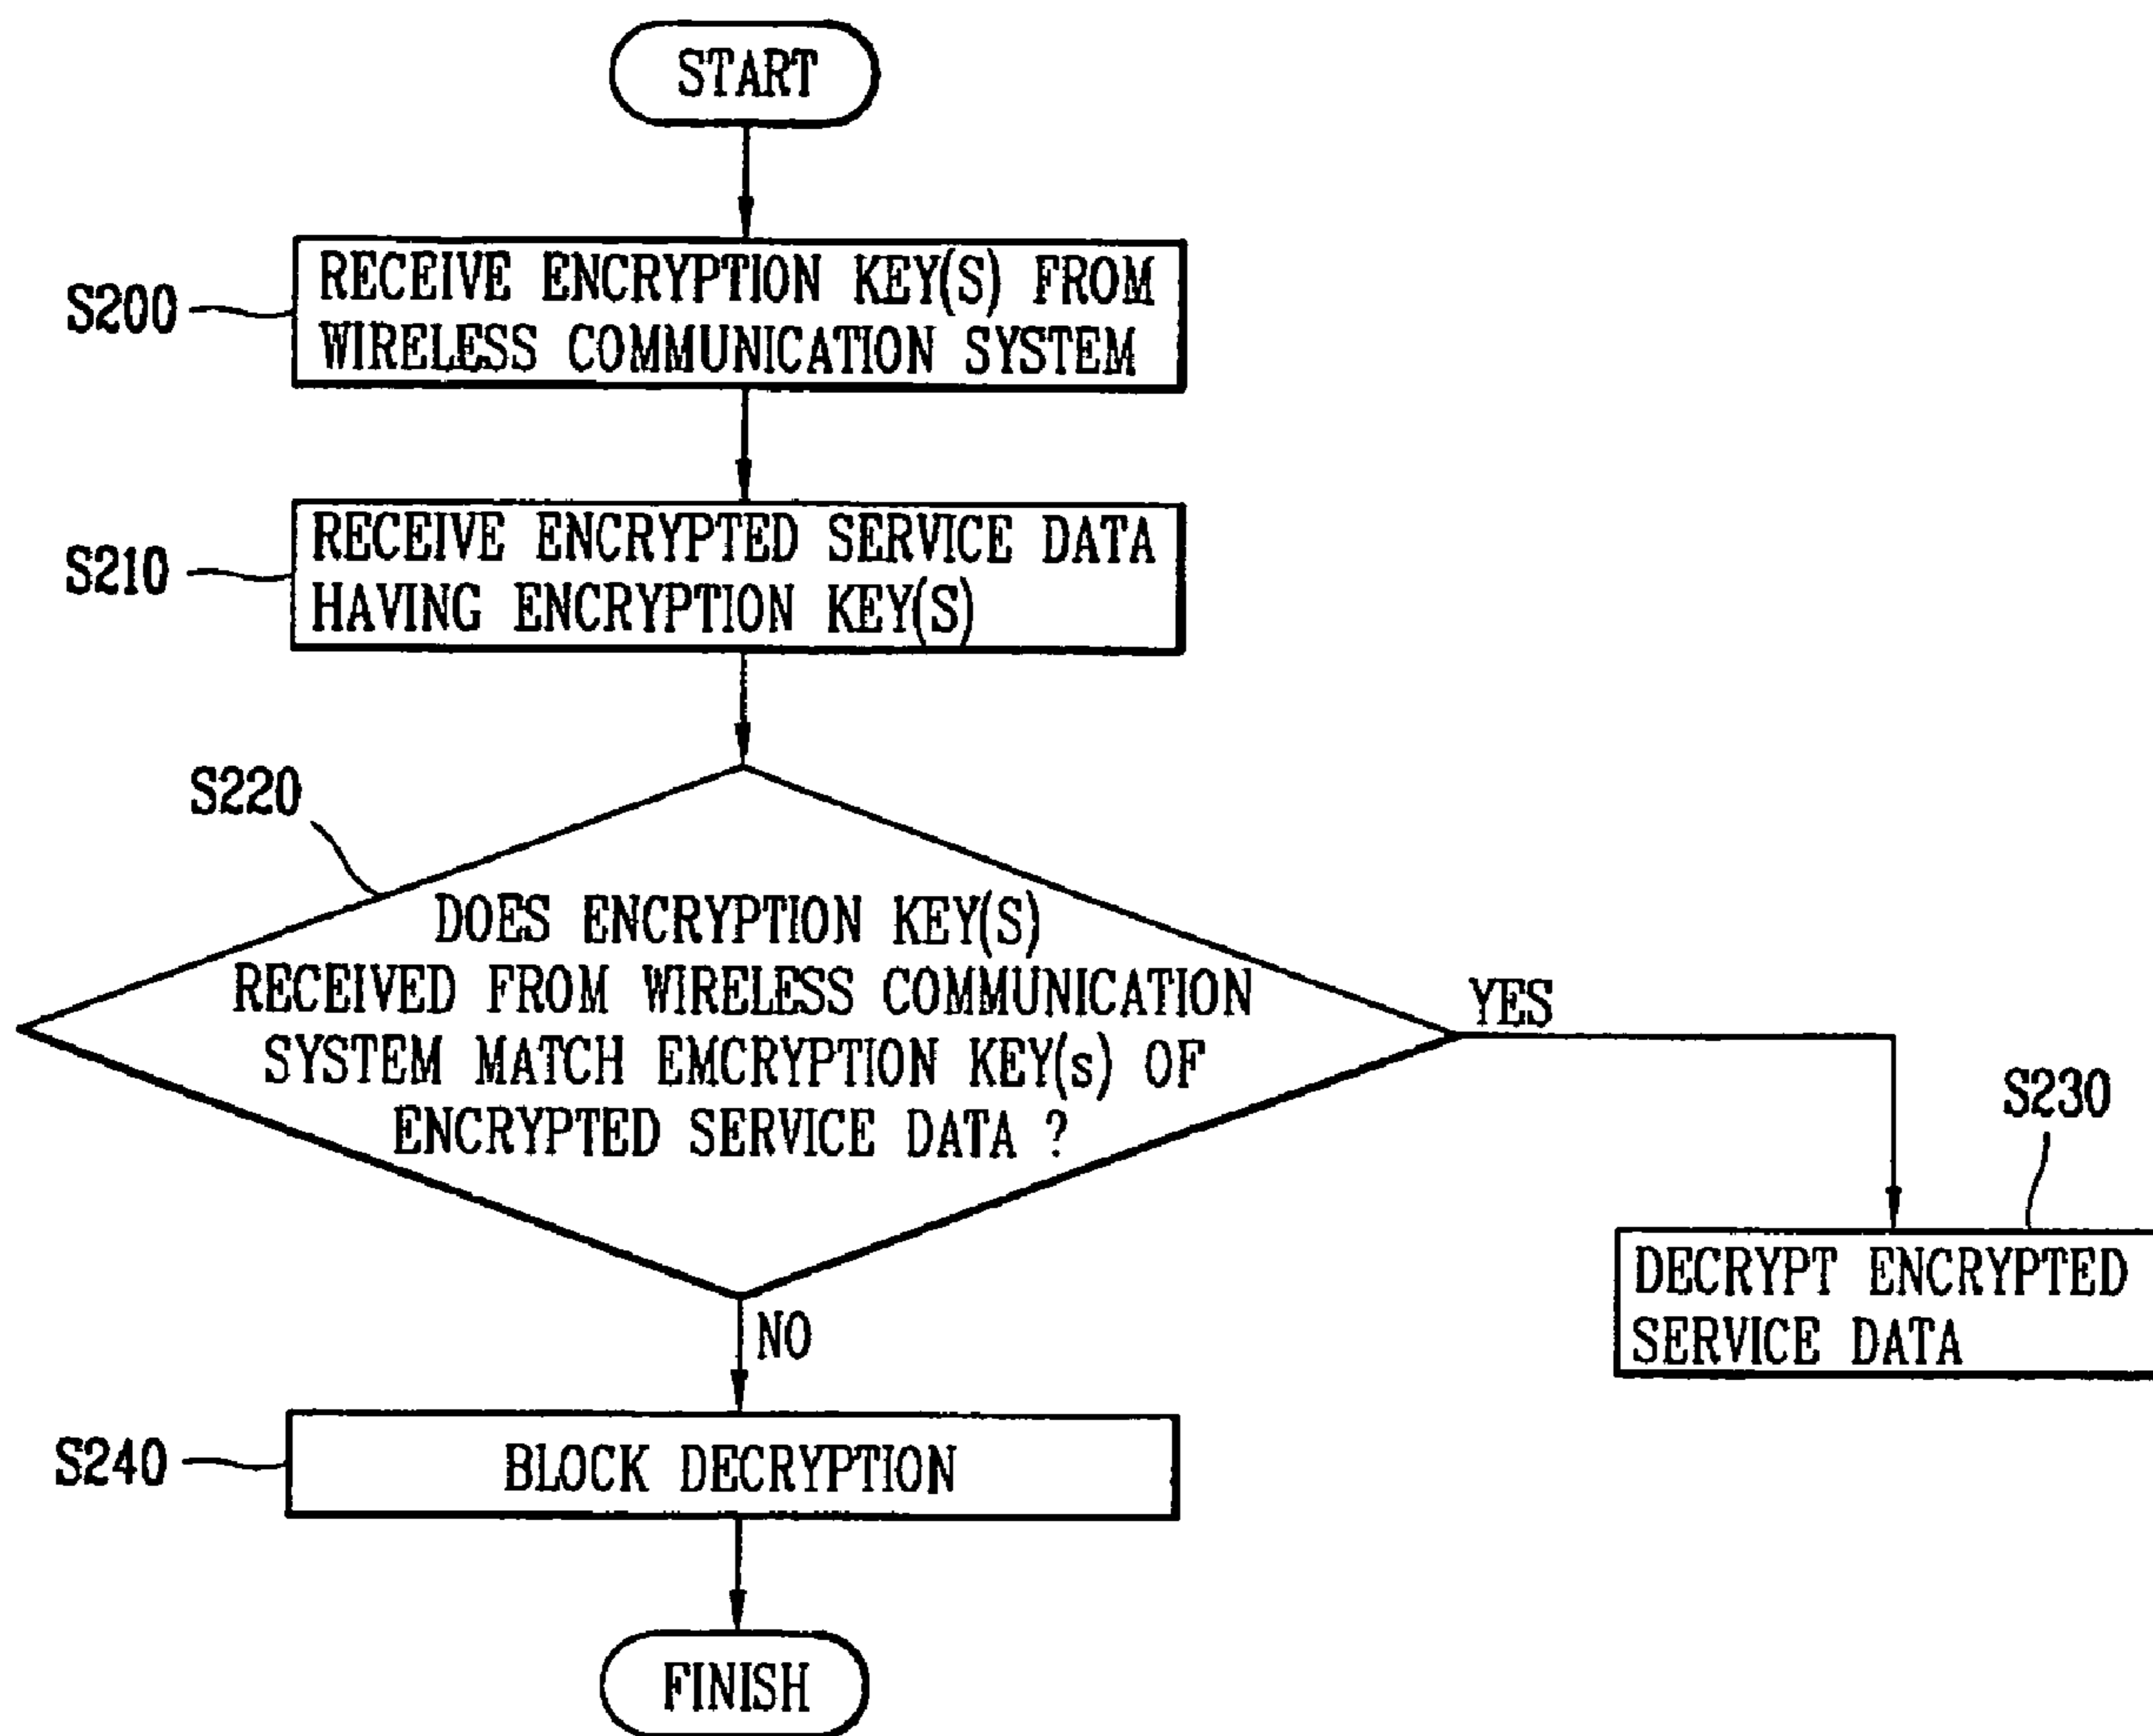 START
S200
RECEIVE ENCRYPTION KEY(S) FROM
WIRELESS COMMUNICATION SYSTEM
S210
RECEIVE ENCRYPTED SERVICE DATA
HAVING ENCRYPTION KEY(S)
S220
DOES ENCRYPTION KEY(S)
RECEIVED FROM WIRELESS COMMUNICATION
SYSTEM MATCH EMCRYPTION KEY(s) OF
ENCRYPTED SERVICE DATA ?
YES
S230
DECRYPT ENCRYPTED
SERVICE DATA
NO
S240
BLOCK DECRYPTION
FINISH